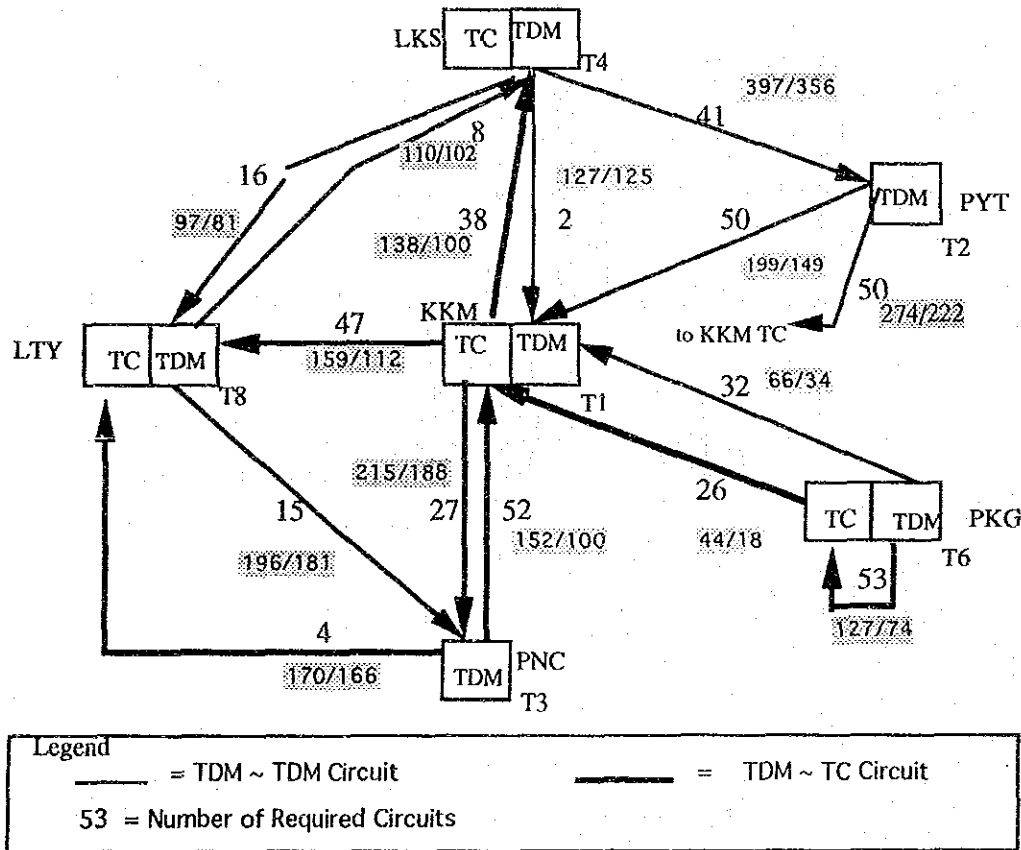 LKS TC TDM
T4
397/356
41
8
110/102
16
127/125
TDM PYT
97/81
38
138/100
2
50
199/149
T2
50
274/222
to KKM TC
KKM
47
159/112
LTY TC TDM
T8
TC TDM
T1
32
66/34
215/188
27
52
152/100
15
196/181
26
44/18
TC TDM PKG
T6
53
127/74
4
170/166
TDM PNC
T3
Legend
= TDM ~ TDM Circuit
= TDM ~ TC Circuit
53 = Number of Required Circuits